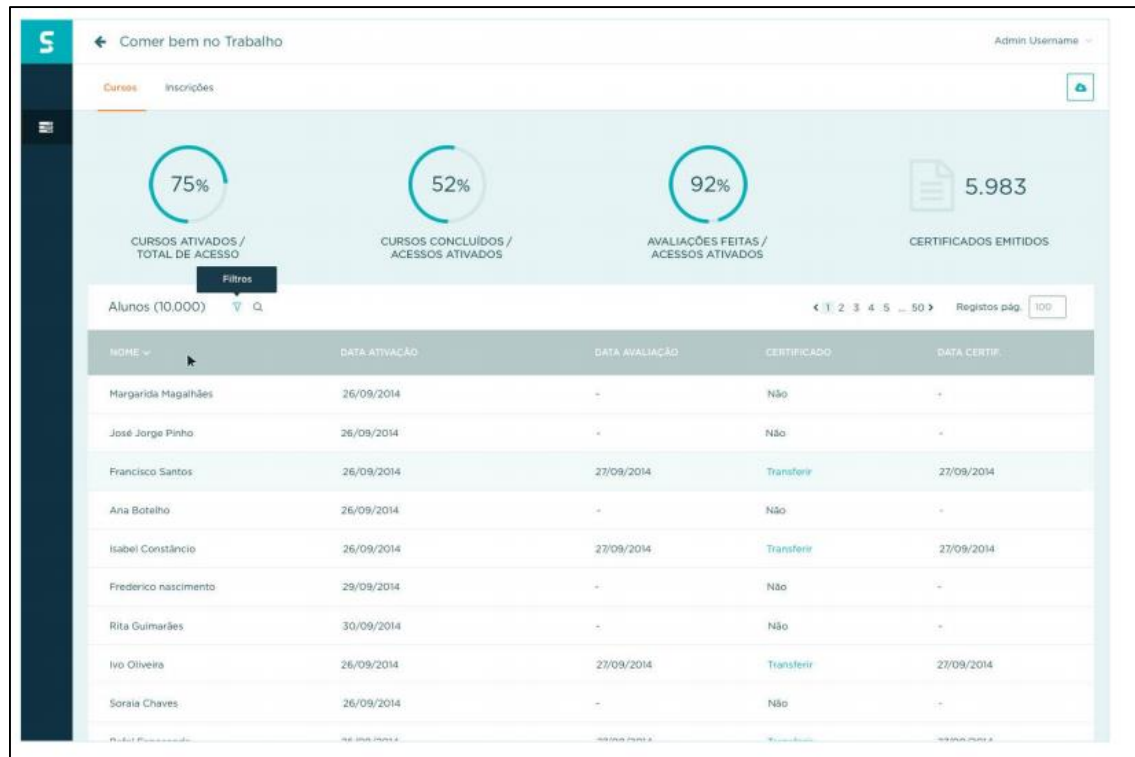 S
Comer bem no Trabalho
Admin Username
Cursos Inscrições
75% 52% 92% 5.983
CURSOS ATIVADOS / CURSOS CONCLUÍDOS / AVALIAÇÕES FEITAS / CERTIFICADOS EMITIDOS
TOTAL DE ACESSO ACESSOS ATIVADOS ACESSOS ATIVADOS
Filtros
Alunos (10.000) < 1 2 3 4 5 ... 50 > Registos pág. 100
NOME DATA ATIVAÇÃO DATA AVALIAÇÃO CERTIFICADO DATA CERTIF.
Margarida Magalhães 26/09/2014 - Não -
José Jorge Pinho 26/09/2014 - Não -
Francisco Santos 26/09/2014 27/09/2014 Transferir 27/09/2014
Ana Botelho 26/09/2014 - Não -
Isabel Constâncio 26/09/2014 27/09/2014 Transferir 27/09/2014
Frederico nascimento 29/09/2014 - Não -
Rita Guimarães 30/09/2014 - Não -
Ivo Oliveira 26/09/2014 27/09/2014 Transferir 27/09/2014
Soraia Chaves 26/09/2014 - Não -